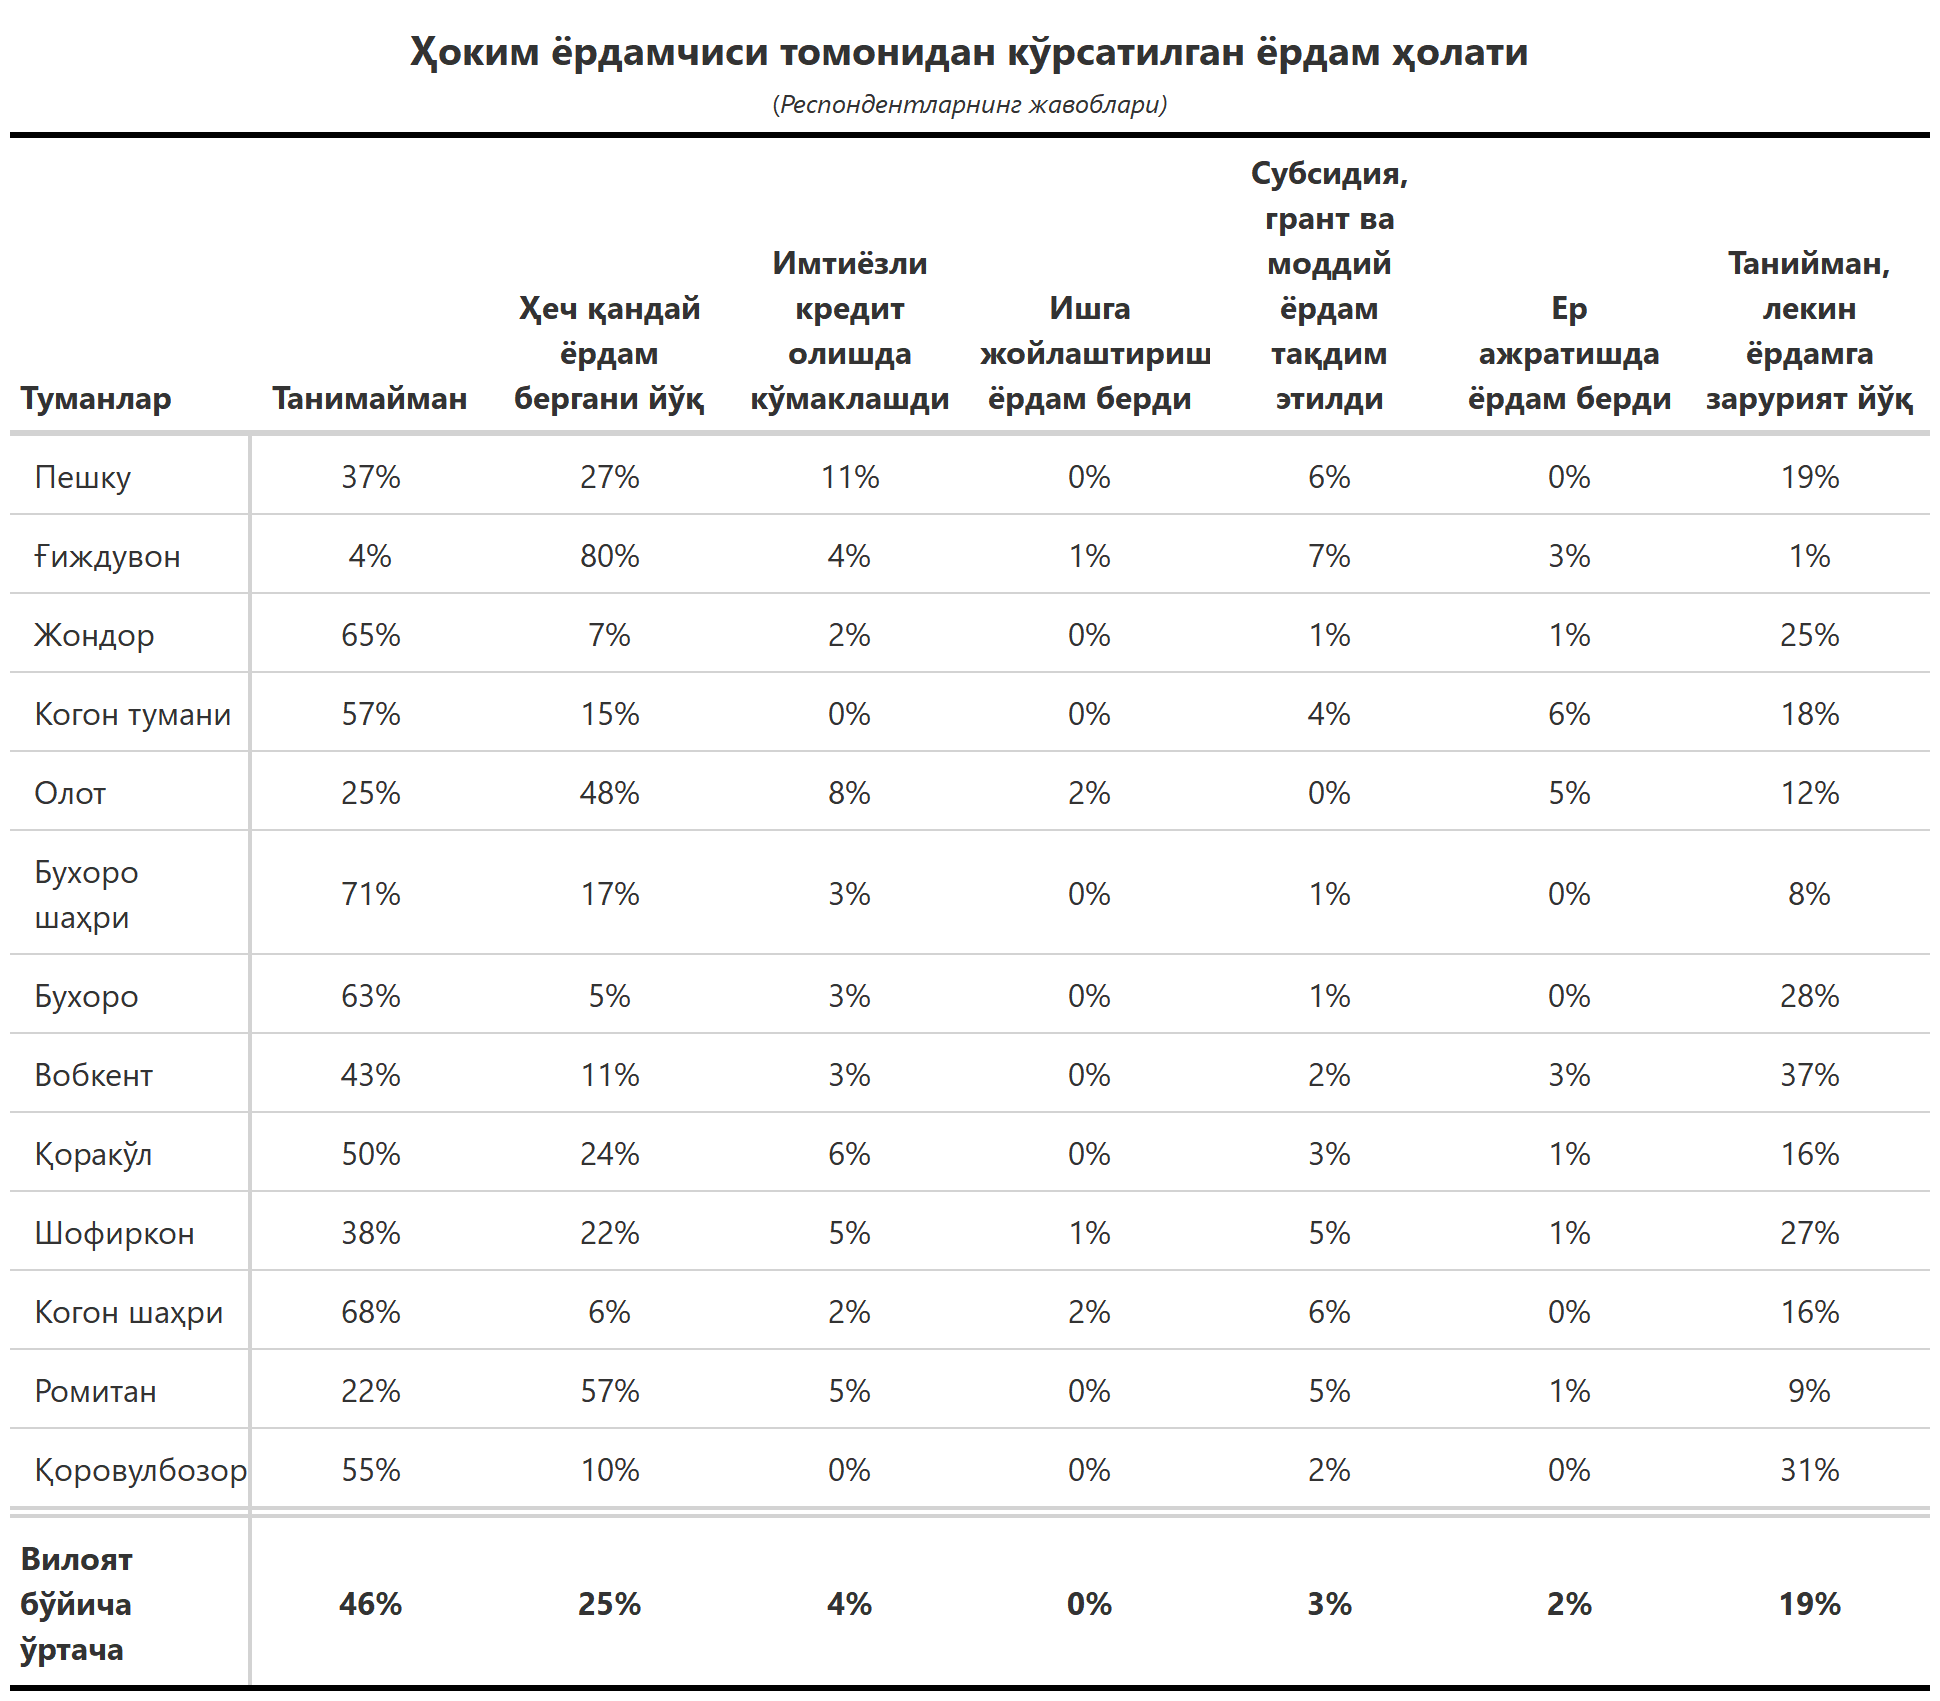 Ҳоким ёрдамчиси томонидан кўрсатилган ёрдам ҳолати
(Респондентларнинг жавоблари)
Туманлар Танимайман Ҳеч қандай ёрдам бергани йўқ Имтиёзли кредит олишда кўмаклашди Ишга жойлаштириш ёрдам берди Субсидия, грант ва моддий ёрдам тақдим этилди Ер ажратишда ёрдам берди Танийман, лекин ёрдамга зарурият йўқ
Пешку 37% 27% 11% 0% 6% 0% 19%
Ғиждувон 4% 80% 4% 1% 7% 3% 1%
Жондор 65% 7% 2% 0% 1% 1% 25%
Когон тумани 57% 15% 0% 0% 4% 6% 18%
Олот 25% 48% 8% 2% 0% 5% 12%
Бухоро шаҳри 71% 17% 3% 0% 1% 0% 8%
Бухоро 63% 5% 3% 0% 1% 0% 28%
Вобкент 43% 11% 3% 0% 2% 3% 37%
Қоракўл 50% 24% 6% 0% 3% 1% 16%
Шофиркон 38% 22% 5% 1% 5% 1% 27%
Когон шаҳри 68% 6% 2% 2% 6% 0% 16%
Ромитан 22% 57% 5% 0% 5% 1% 9%
Қоровулбозор 55% 10% 0% 0% 2% 0% 31%
Вилоят бўйича ўртача 46% 25% 4% 0% 3% 2% 19%